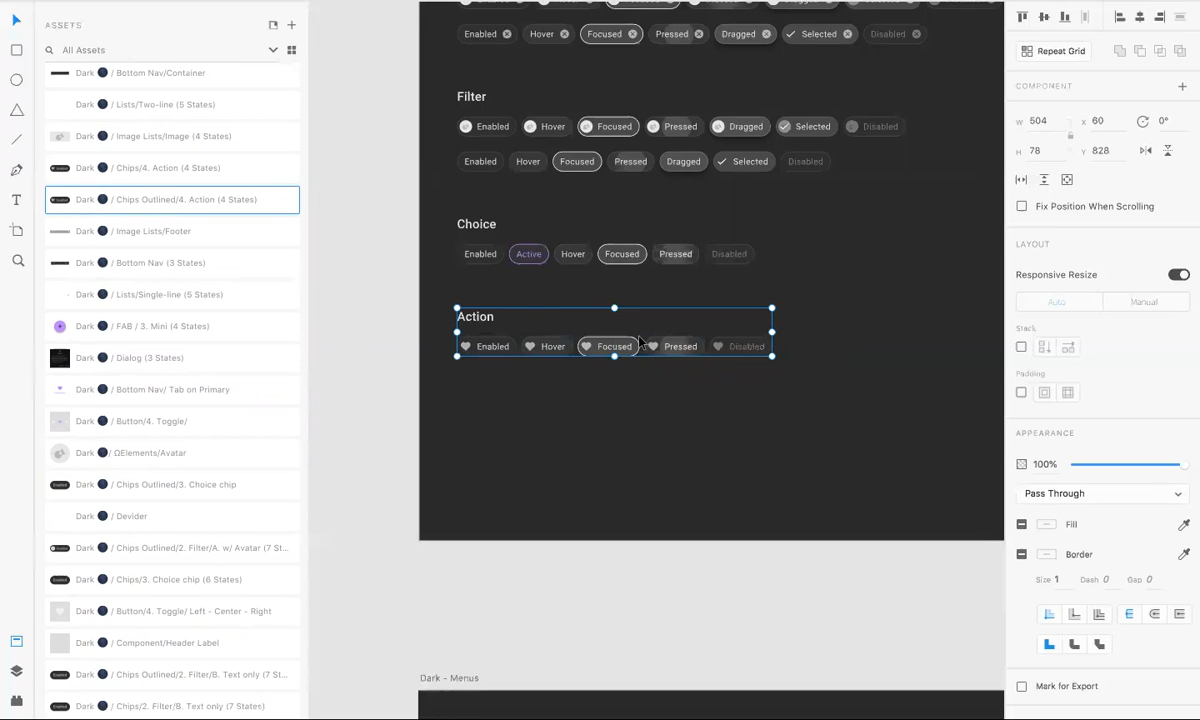 ASSETS
All Assets
Dark / Bottom Nav/Container
Dark / Lists/Two-line (5 States)
Dark / Image Lists/Image (4 States)
Dark / Chips/4. Action (4 States)
Dark / Chips Outlined/4. Action (4 States)
Dark / Image Lists/Footer
Dark / Bottom Nav (3 States)
Dark / Lists/Single-line (5 States)
Dark / FAB / 3. Mini (4 States)
Dark / Dialog (3 States)
Dark / Bottom Nav/ Tab on Primary
Dark / Button/4. Toggle/
Dark / ΩElements/Avatar
Dark / Chips Outlined/3. Choice chip
Dark / Devider
Dark / Chips Outlined/2. Filter/A. w/ Avatar (7 St...
Dark / Chips/3. Choice chip (6 States)
Dark / Button/4. Toggle/ Left - Center - Right
Dark / Component/Header Label
Dark / Chips Outlined/2. Filter/B. Text only (7 St...
Dark / Chips/2. Filter/B. Text only (7 States)
Enabled Hover Focused Pressed Dragged Selected Disabled
Filter
Enabled Hover Focused Pressed Dragged Selected Disabled
Enabled Hover Focused Pressed Dragged Selected Disabled
Choice
Enabled Active Hover Focused Pressed Disabled
Action
Enabled Hover Focused Pressed Disabled
Dark - Menus
Repeat Grid
COMPONENT
W 504 X 60 0°
H 78 Y 828
Fix Position When Scrolling
LAYOUT
Responsive Resize
Auto Manual
Stack
Padding
APPEARANCE
100%
Pass Through
Fill
Border
Size 1 Dash 0 Gap 0
Mark for Export